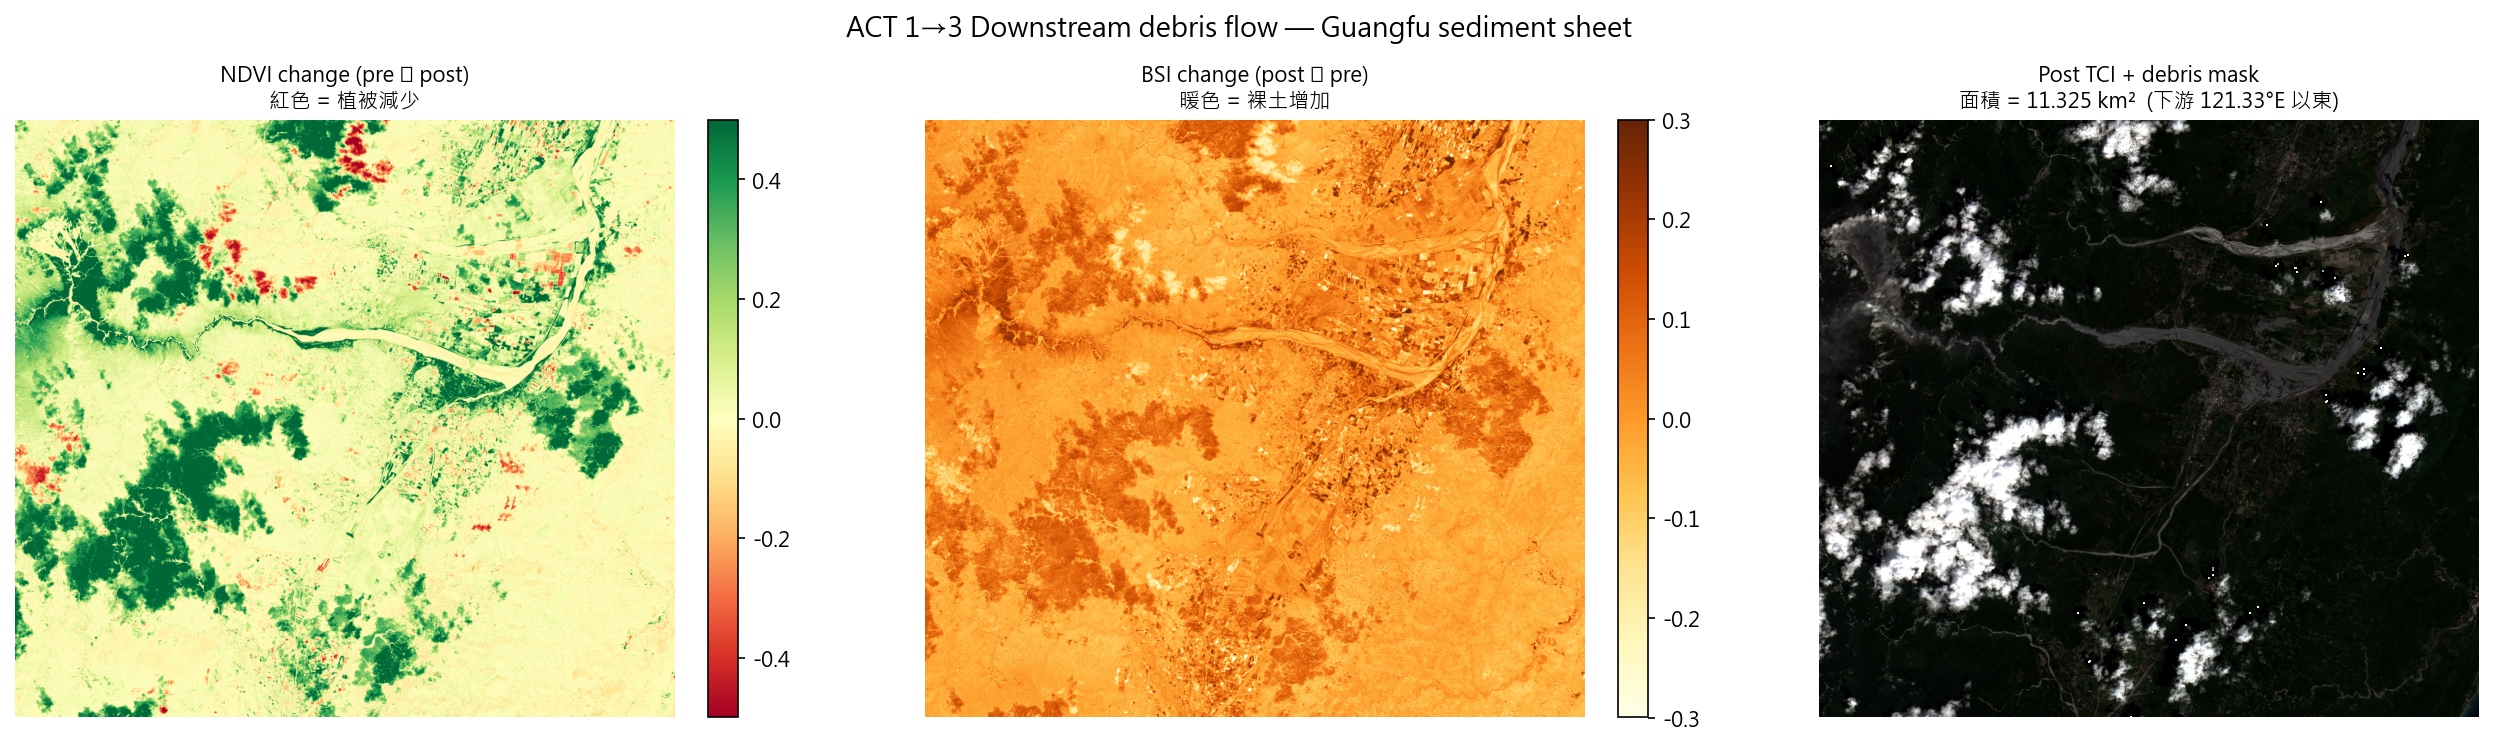 ACT 1→3 Downstream debris flow — Guangfu sediment sheet
NDVI change (pre □ post)
紅色 = 植被減少
0.4
0.2
0.0
-0.2
-0.4
BSI change (post □ pre)
暖色 = 裸土增加
0.3
0.2
0.1
0.0
-0.1
-0.2
-0.3
Post TCI + debris mask
面積 = 11.325 km² (下游 121.33°E 以東)